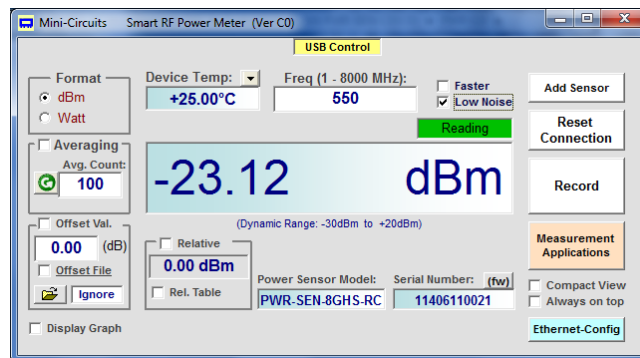 Mini-Circuits Smart RF Power Meter (Ver C0)
USB Control
Format
dBm
Watt
Device Temp:
+25.00°C
Freq (1 - 8000 MHz):
550
Faster
Low Noise
Reading
Add Sensor
Reset
Connection
Record
Averaging
Avg. Count:
100
-23.12 dBm
(Dynamic Range: -30dBm to +20dBm)
Offset Val.
0.00 (dB)
Offset File
Ignore
Relative
0.00 dBm
Rel. Table
Power Sensor Model:
PWR-SEN-8GHS-RC
Serial Number: (fw)
11406110021
Measurement
Applications
Compact View
Always on top
Display Graph
Ethernet-Config